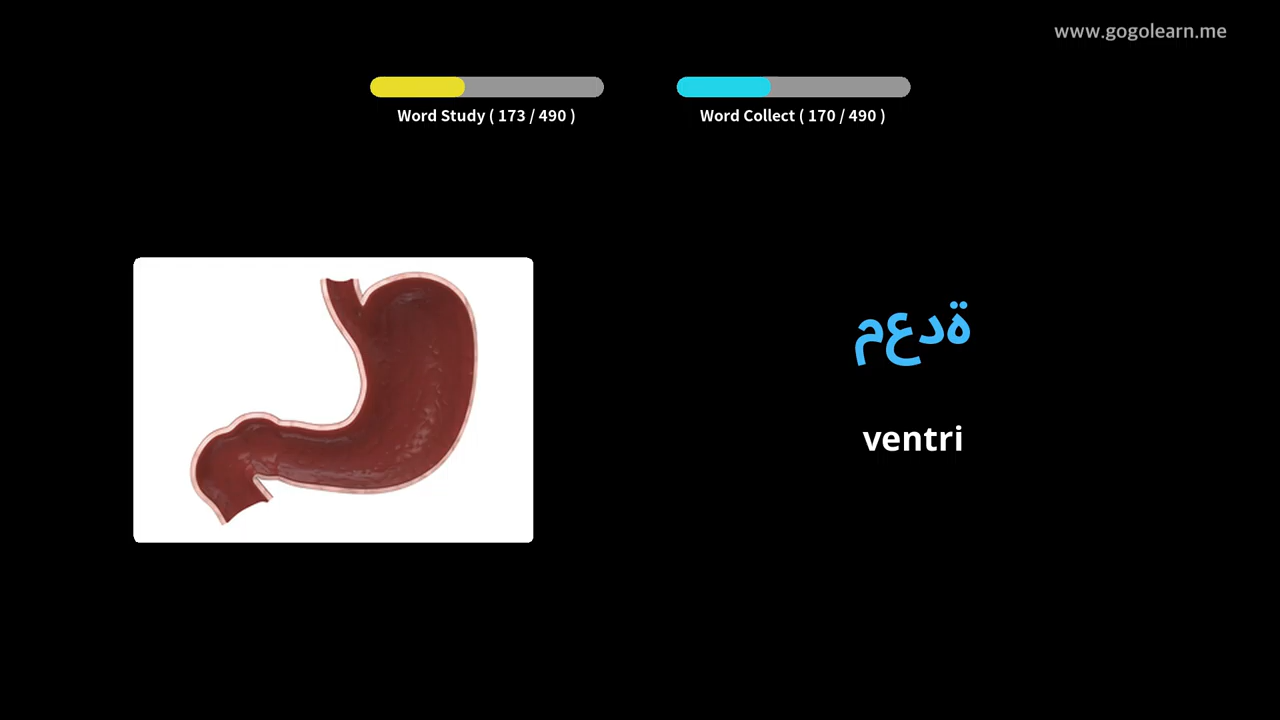 www.gogolearn.me
Word Study ( 173 / 490 )
Word Collect ( 170 / 490 )
معدة
ventri